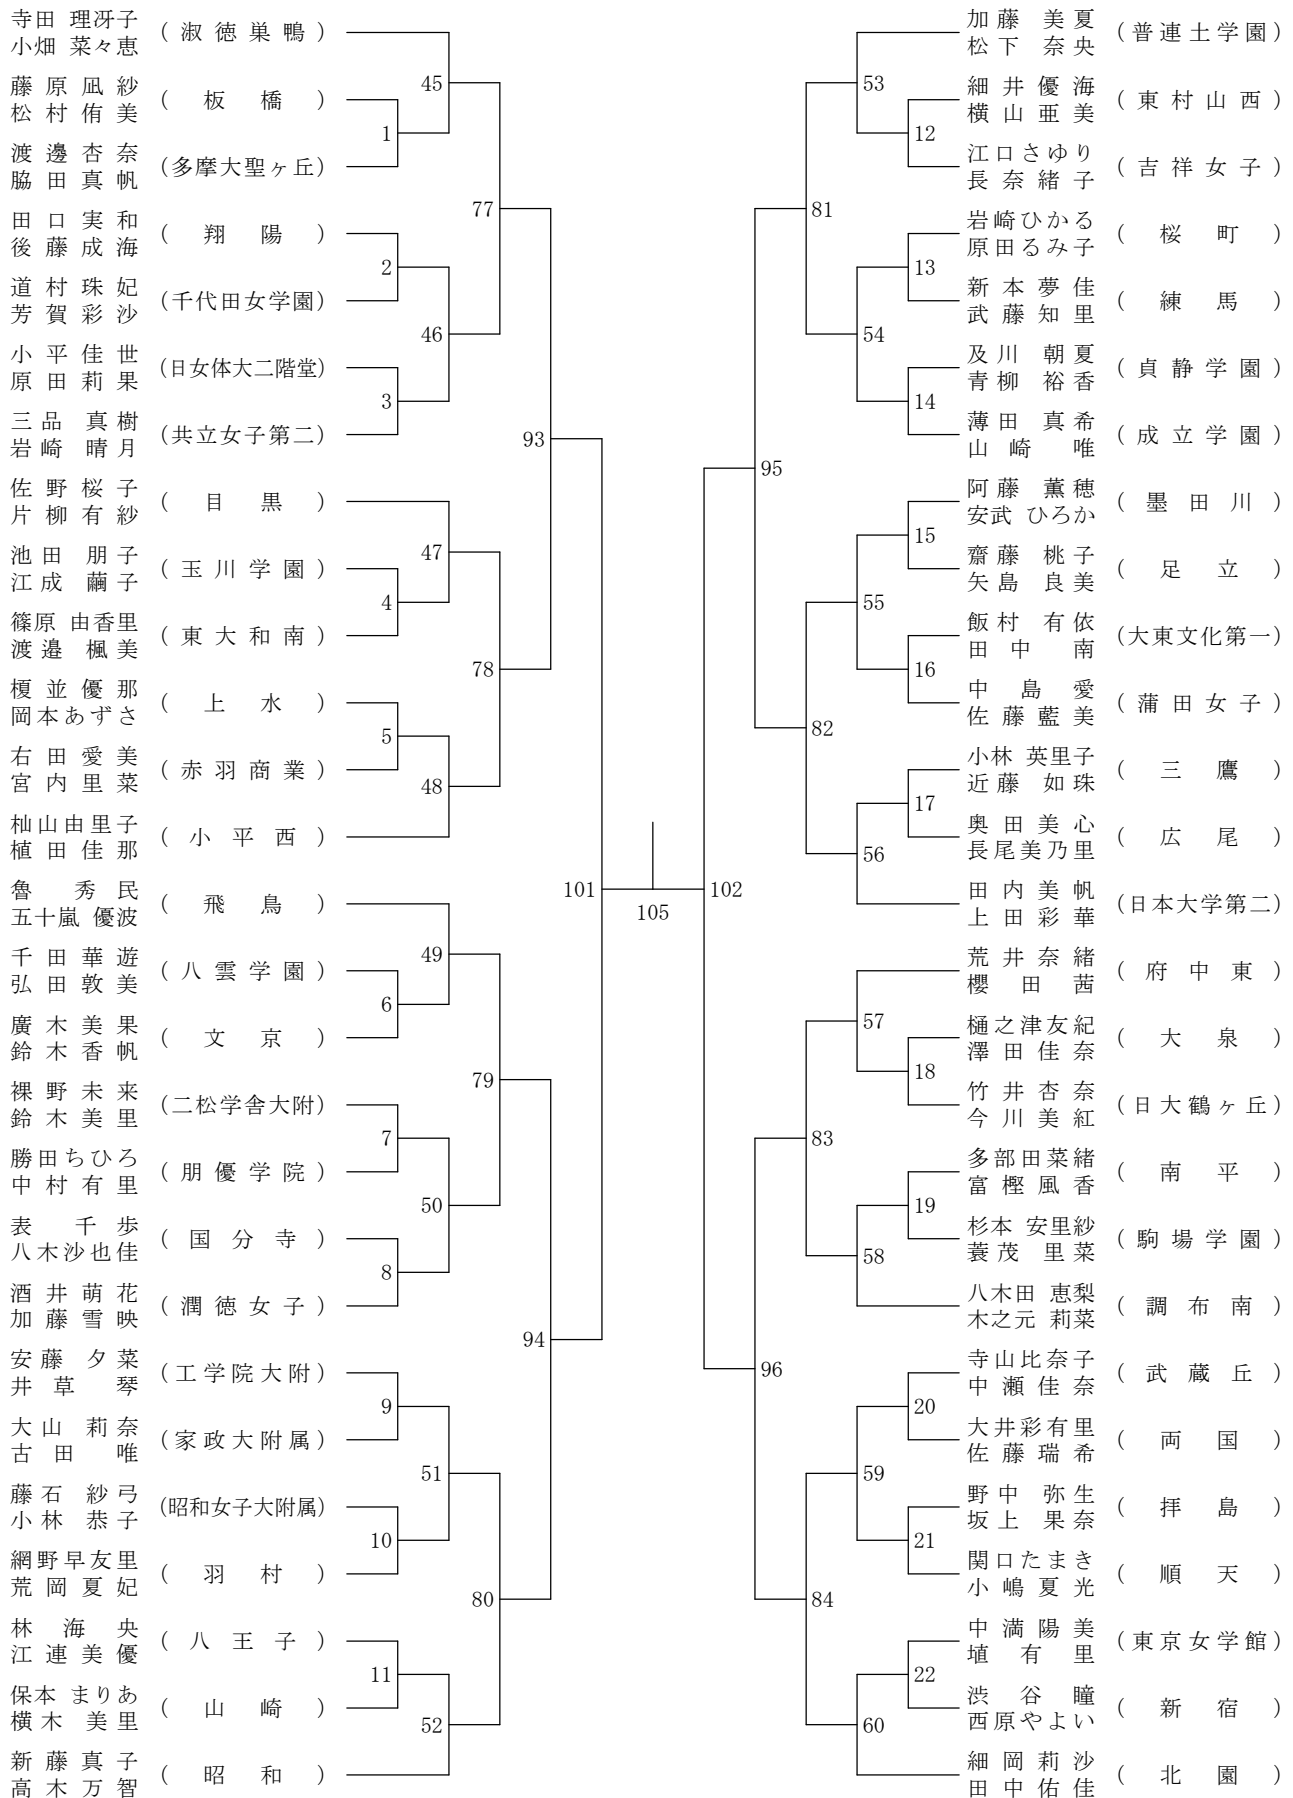 寺田 理冴子
小畑 菜々恵
(淑徳巣鴨)
藤原凪紗
松村侑美
(板橋)
渡邊杏奈
脇田真帆
(多摩大聖ヶ丘)
田口実和
後藤成海
(翔陽)
道村珠妃
芳賀彩沙
(千代田女学園)
小平佳世
原田莉果
(日女体大二階堂)
三品 真樹
岩崎 晴月
(共立女子第二)
佐野桜子
片柳有紗
(目黒)
池田 朋子
江成 繭子
(玉川学園)
篠原 由香里
渡邉 楓美
(東大和南)
榎並優那
岡本あずさ
(上水)
右田愛美
宮内里菜
(赤羽商業)
杣山由里子
植田佳那
(小平西)
魯 秀民
五十嵐 優波
(飛鳥)
千田華遊
弘田敦美
(八雲学園)
廣木美果
鈴木香帆
(文京)
裸野未来
鈴木美里
(二松学舎大附)
勝田ちひろ
中村有里
(朋優学院)
表 千歩
八木沙也佳
(国分寺)
酒井萌花
加藤雪映
(潤徳女子)
安藤 夕菜
井草 琴
(工学院大附)
大山 莉奈
古田 唯
(家政大附属)
藤石 紗弓
小林 恭子
(昭和女子大附属)
網野早友里
荒岡夏妃
(羽村)
林 海央
江連美優
(八王子)
保本 まりあ
横木 美里
(山崎)
新藤真子
高木万智
(昭和)
1
2
3
4
5
6
7
8
9
10
11
45
46
47
48
49
50
51
52
77
78
79
80
93
94
101
105
102
95
96
81
82
83
84
53
54
55
56
57
58
59
60
12
13
14
15
16
17
18
19
20
21
22
加藤 美夏
松下 奈央
(普連土学園)
細井優海
横山亜美
(東村山西)
江口さゆり
長奈緒子
(吉祥女子)
岩崎ひかる
原田るみ子
(桜町)
新本夢佳
武藤知里
(練馬)
及川 朝夏
青柳 裕香
(貞静学園)
薄田 真希
山崎 唯
(成立学園)
阿藤 薫穂
安武 ひろか
(墨田川)
齋藤 桃子
矢島 良美
(足立)
飯村 有依
田中 南
(大東文化第一)
中島愛
佐藤藍美
(蒲田女子)
小林 英里子
近藤 如珠
(三鷹)
奥田美心
長尾美乃里
(広尾)
田内美帆
上田彩華
(日本大学第二)
荒井奈緒
櫻田茜
(府中東)
樋之津友紀
澤田佳奈
(大泉)
竹井杏奈
今川美紅
(日大鶴ヶ丘)
多部田菜緒
富樫風香
(南平)
杉本 安里紗
蓑茂 里菜
(駒場学園)
八木田 恵梨
木之元 莉菜
(調布南)
寺山比奈子
中瀬佳奈
(武蔵丘)
大井彩有里
佐藤瑞希
(両国)
野中 弥生
坂上 果奈
(拝島)
関口たまき
小嶋夏光
(順天)
中満陽美
埴有里
(東京女学館)
渋谷瞳
西原やよい
(新宿)
細岡莉沙
田中佑佳
(北園)